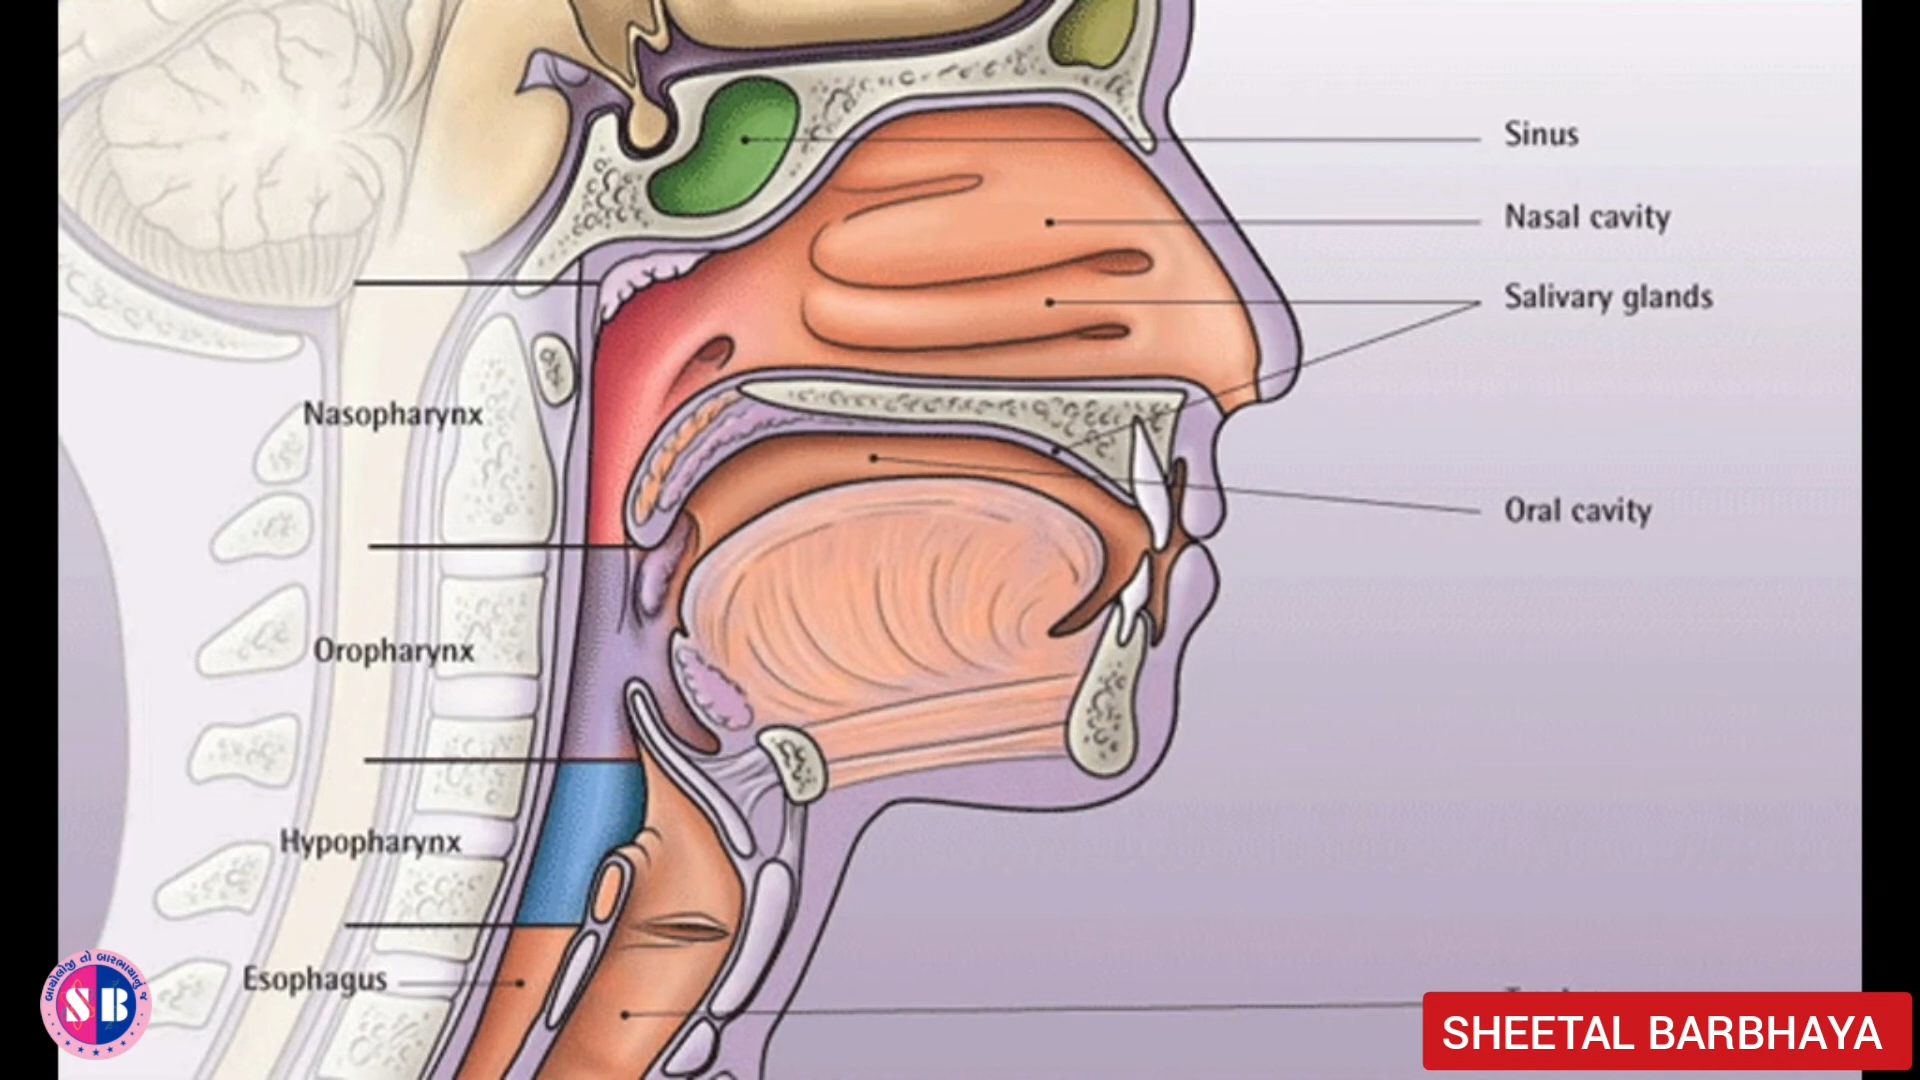 Sinus
Nasal cavity
Salivary glands
Nasopharynx
Oral cavity
Oropharynx
Hypopharynx
Esophagus
SB
SHEETAL BARBHAYA